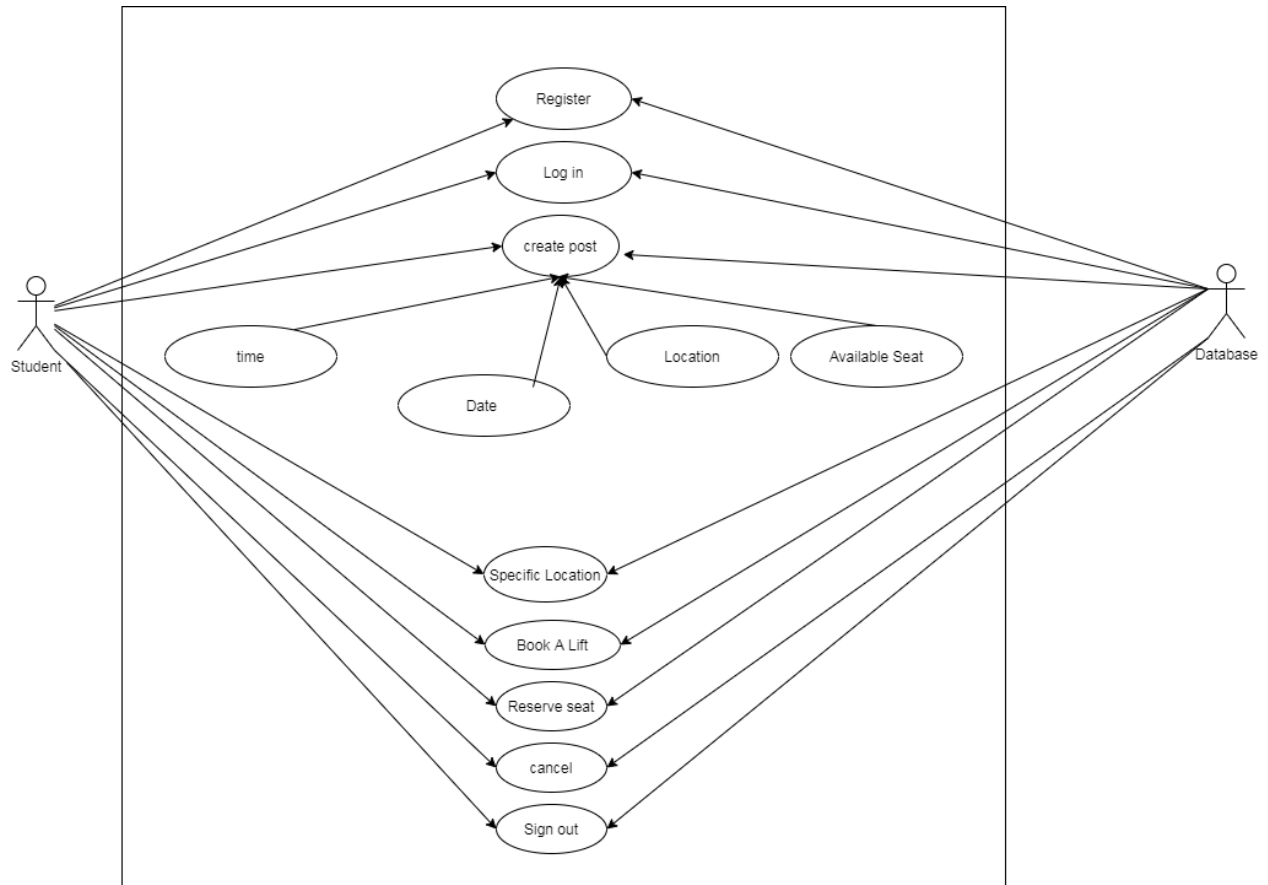 Register
Log in
create post
Student
Database
time
Location
Available Seat
Date
Specific Location
Book A Lift
Reserve seat
cancel
Sign out